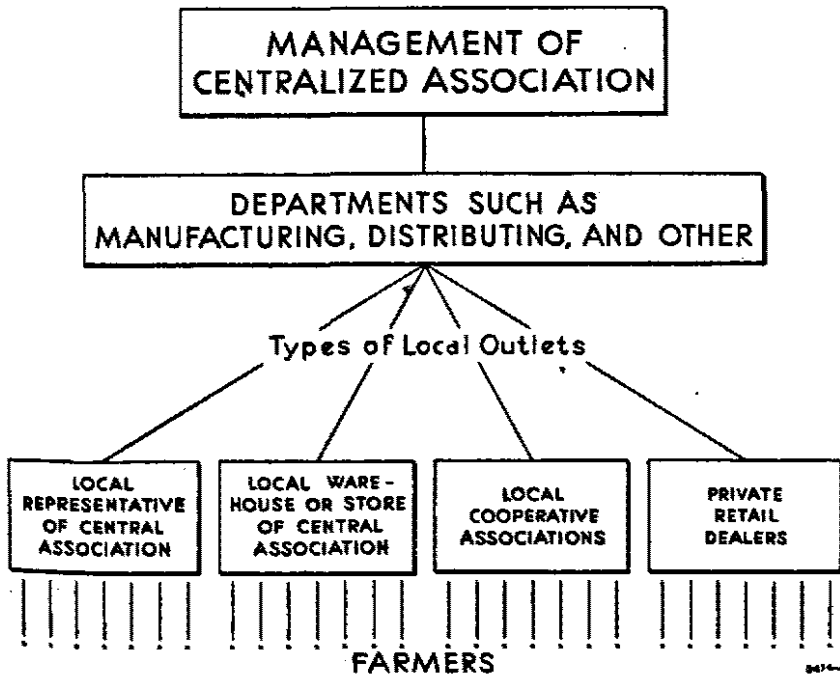 MANAGEMENT OF
CENTRALIZED ASSOCIATION
DEPARTMENTS SUCH AS
MANUFACTURING, DISTRIBUTING, AND OTHER
Types of Local Outlets
LOCAL
REPRESENTATIVE
OF CENTRAL
ASSOCIATION
LOCAL WARE-
HOUSE OR STORE
OF CENTRAL
ASSOCIATION
LOCAL
COOPERATIVE
ASSOCIATIONS
PRIVATE
RETAIL
DEALERS
FARMERS